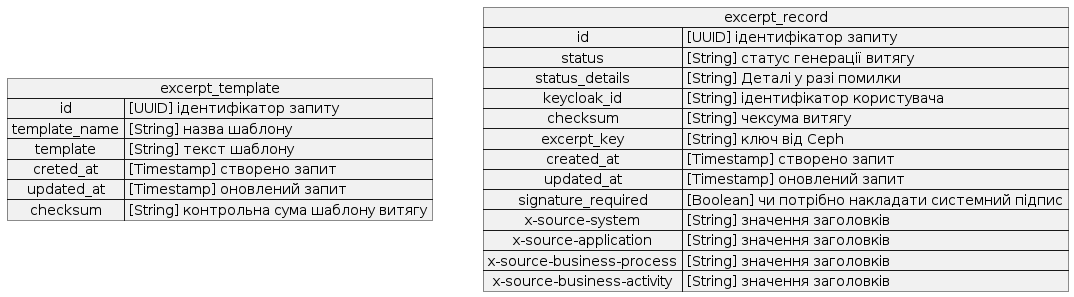 excerpt_template
id [UUID] ідентифікатор запиту
template_name [String] назва шаблону
template [String] текст шаблону
creted_at [Timestamp] створено запит
updated_at [Timestamp] оновлений запит
checksum [String] контрольна сума шаблону витягу
excerpt_record
id [UUID] ідентифікатор запиту
status [String] статус генерації витягу
status_details [String] Деталі у разі помилки
keycloak_id [String] ідентифікатор користувача
checksum [String] чексума витягу
excerpt_key [String] ключ від Ceph
created_at [Timestamp] створено запит
updated_at [Timestamp] оновлений запит
signature_required [Boolean] чи потрібно накладати системний підпис
x-source-system [String] значення заголовків
x-source-application [String] значення заголовків
x-source-business-process [String] значення заголовків
x-source-business-activity [String] значення заголовків